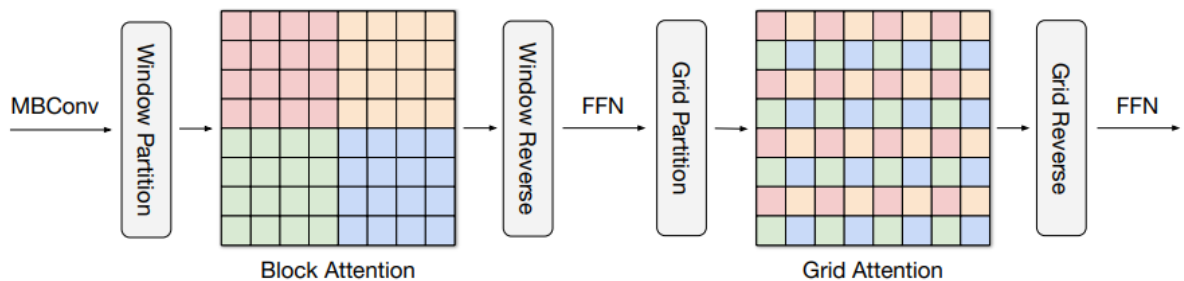 MBConv
Window Partition
Block Attention
Window Reverse
FFN
Grid Partition
Grid Attention
Grid Reverse
FFN